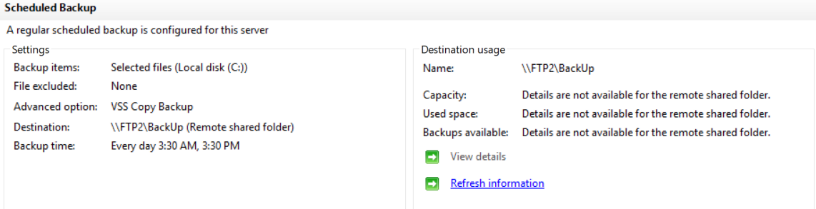 Scheduled Backup
A regular scheduled backup is configured for this server
Settings
Backup items: Selected files (Local disk (C:))
File excluded: None
Advanced option: VSS Copy Backup
Destination: \\FTP2\BackUp (Remote shared folder)
Backup time: Every day 3:30 AM, 3:30 PM
Destination usage
Name: \\FTP2\BackUp
Capacity: Details are not available for the remote shared folder.
Used space: Details are not available for the remote shared folder.
Backups available: Details are not available for the remote shared folder.
View details
Refresh information